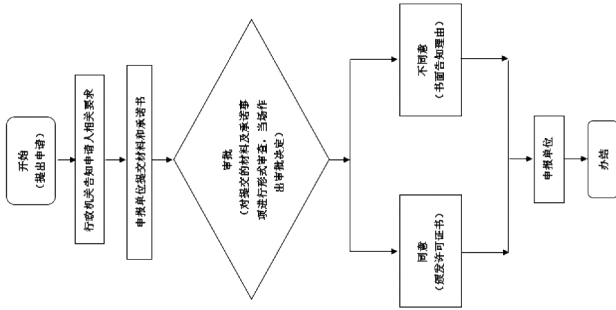 开始
（提出申请）
行政机关告知申请人相关要求
申报单位提交材料和承诺书
审批
（对提交的材料及承诺事
项进行形式审查，当场作
出审批决定）
不同意
（书面告知理由）
同意
（颁发许可证书）
申报单位
办结